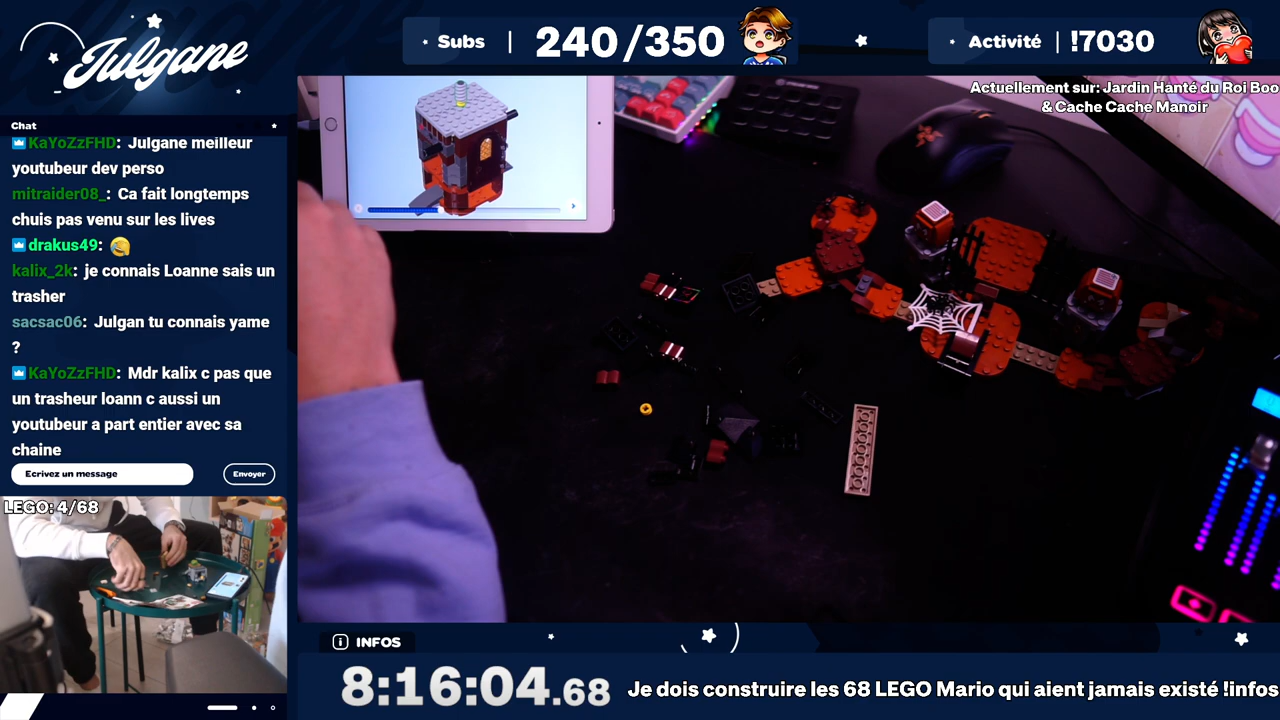 Julgane
Subs | 240/350
Activité | !7030
Actuellement sur: Jardin Hanté du Roi Boo
& Cache Cache Manoir
Chat
KaYoZzFHD: Julgane meilleur
youtubeur dev perso
mitraider08_: Ca fait longtemps
chuis pas venu sur les lives
drakus49:
kalix_2k: je connais Loanne sais un
trasher
sacsac06: Julgan tu connais yame
?
KaYoZzFHD: Mdr kalix c pas que
un trasheur loann c aussi un
youtubeur a part entier avec sa
chaine
Ecrivez un message
Envoyer
LEGO: 4/68
INFOS
8:16:04.68
Je dois construire les 68 LEGO Mario qui aient jamais existé !infos